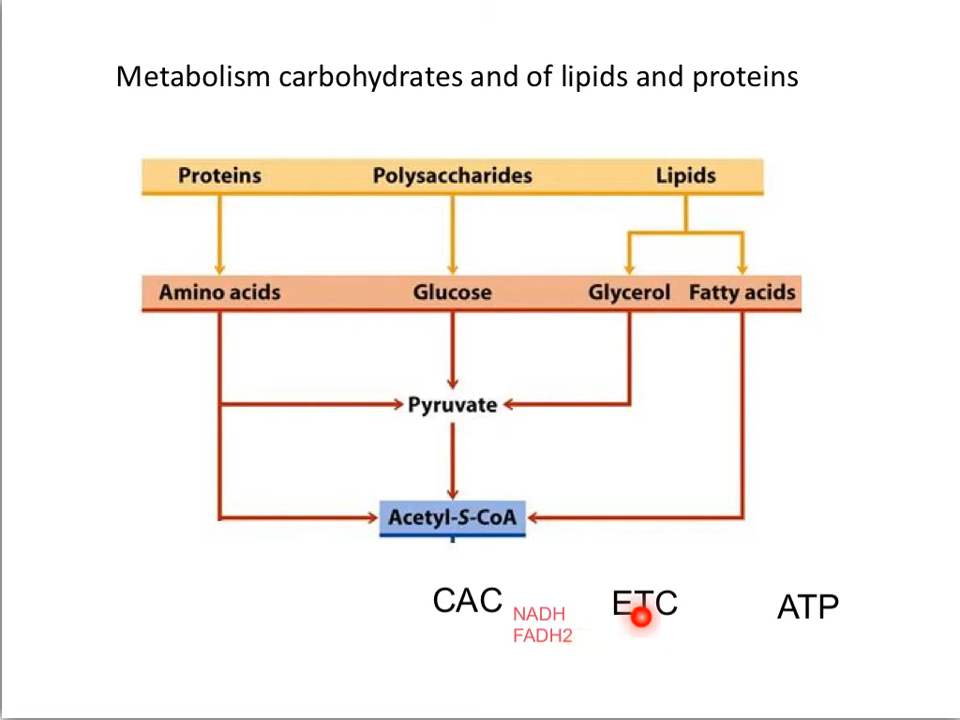 Metabolism carbohydrates and of lipids and proteins
Proteins Polysaccharides Lipids
Amino acids Glucose Glycerol Fatty acids
Pyruvate
Acetyl-S-CoA
CAC NADH ETC ATP
FADH2